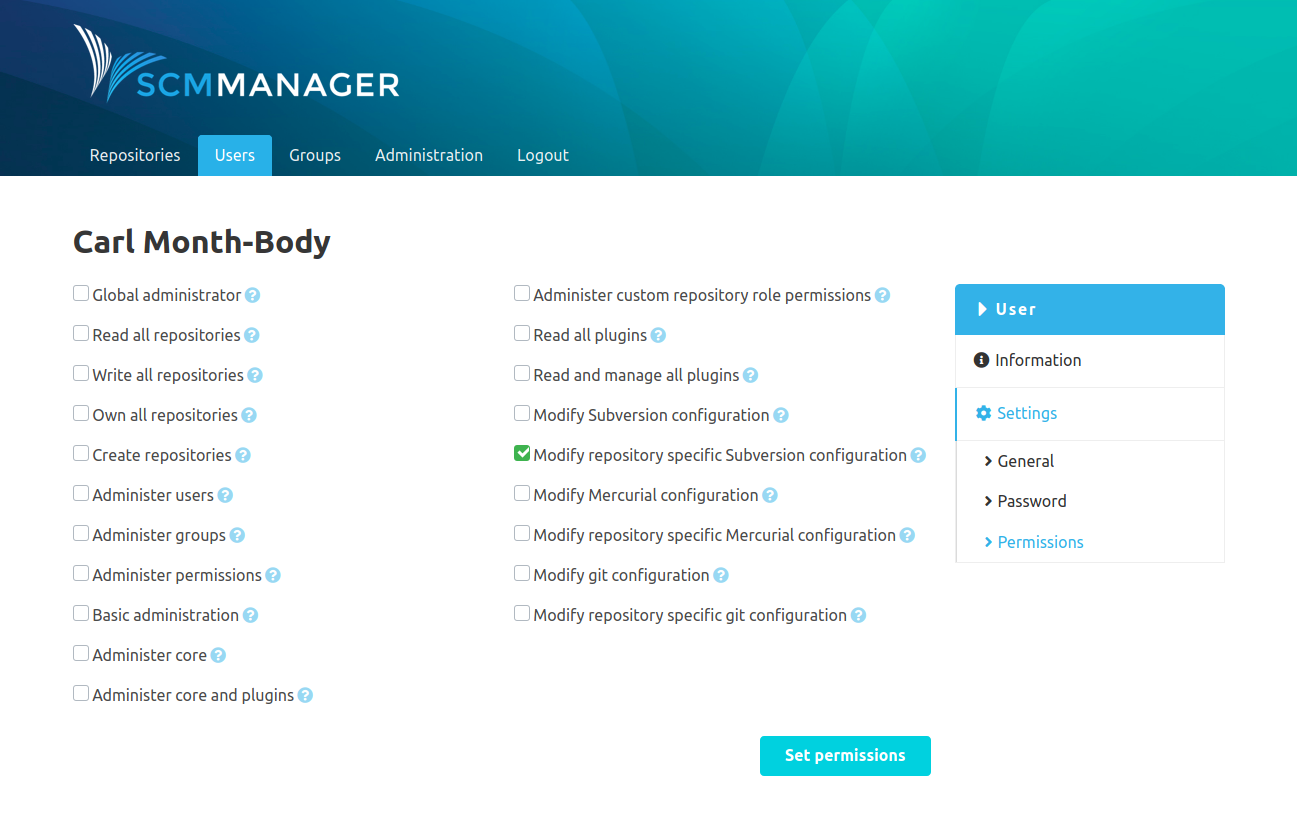 SCMMANAGER
Repositories
Users
Groups
Administration
Logout
Carl Month-Body
Global administrator
Read all repositories
Write all repositories
Own all repositories
Create repositories
Administer users
Administer groups
Administer permissions
Basic administration
Administer core
Administer core and plugins
Administer custom repository role permissions
Read all plugins
Read and manage all plugins
Modify Subversion configuration
Modify repository specific Subversion configuration
Modify Mercurial configuration
Modify repository specific Mercurial configuration
Modify git configuration
Modify repository specific git configuration
Set permissions
User
Information
Settings
General
Password
Permissions